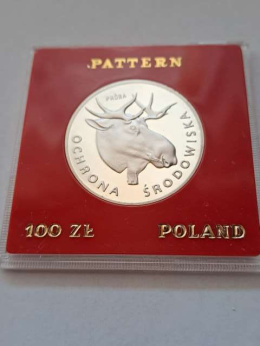 PATTERN
PRÓBA
OCHRONA ŚRODOWISKA
100 ZŁ POLAND